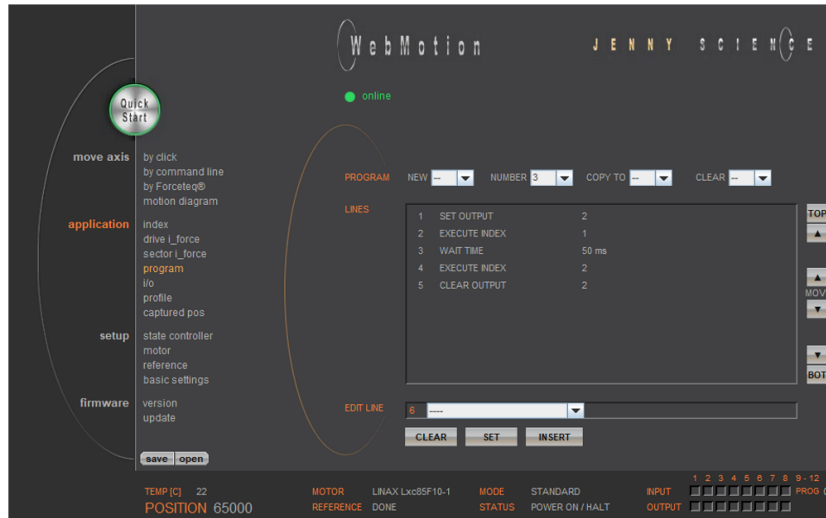 WebMotion
JENNY SCIENCE
online
Quick Start
move axis
by click
by command line
by Forceteq®
motion diagram
application
index
drive i_force
sector i_force
program
i/o
profile
captured pos
setup
state controller
motor
reference
basic settings
firmware
version
update
save open
PROGRAM NEW -- NUMBER 3 COPY TO -- CLEAR --
LINES
1 SET OUTPUT 2
2 EXECUTE INDEX 1
3 WAIT TIME 50 ms
4 EXECUTE INDEX 2
5 CLEAR OUTPUT 2
TOP
MOV
BOT
EDIT LINE 6 ----
CLEAR SET INSERT
TEMP [C] 22 MOTOR LINAX Lxc85F10-1 MODE STANDARD INPUT 1 2 3 4 5 6 7 8 9 - 12
PROG
POSITION 65000 REFERENCE DONE STATUS POWER ON / HALT OUTPUT